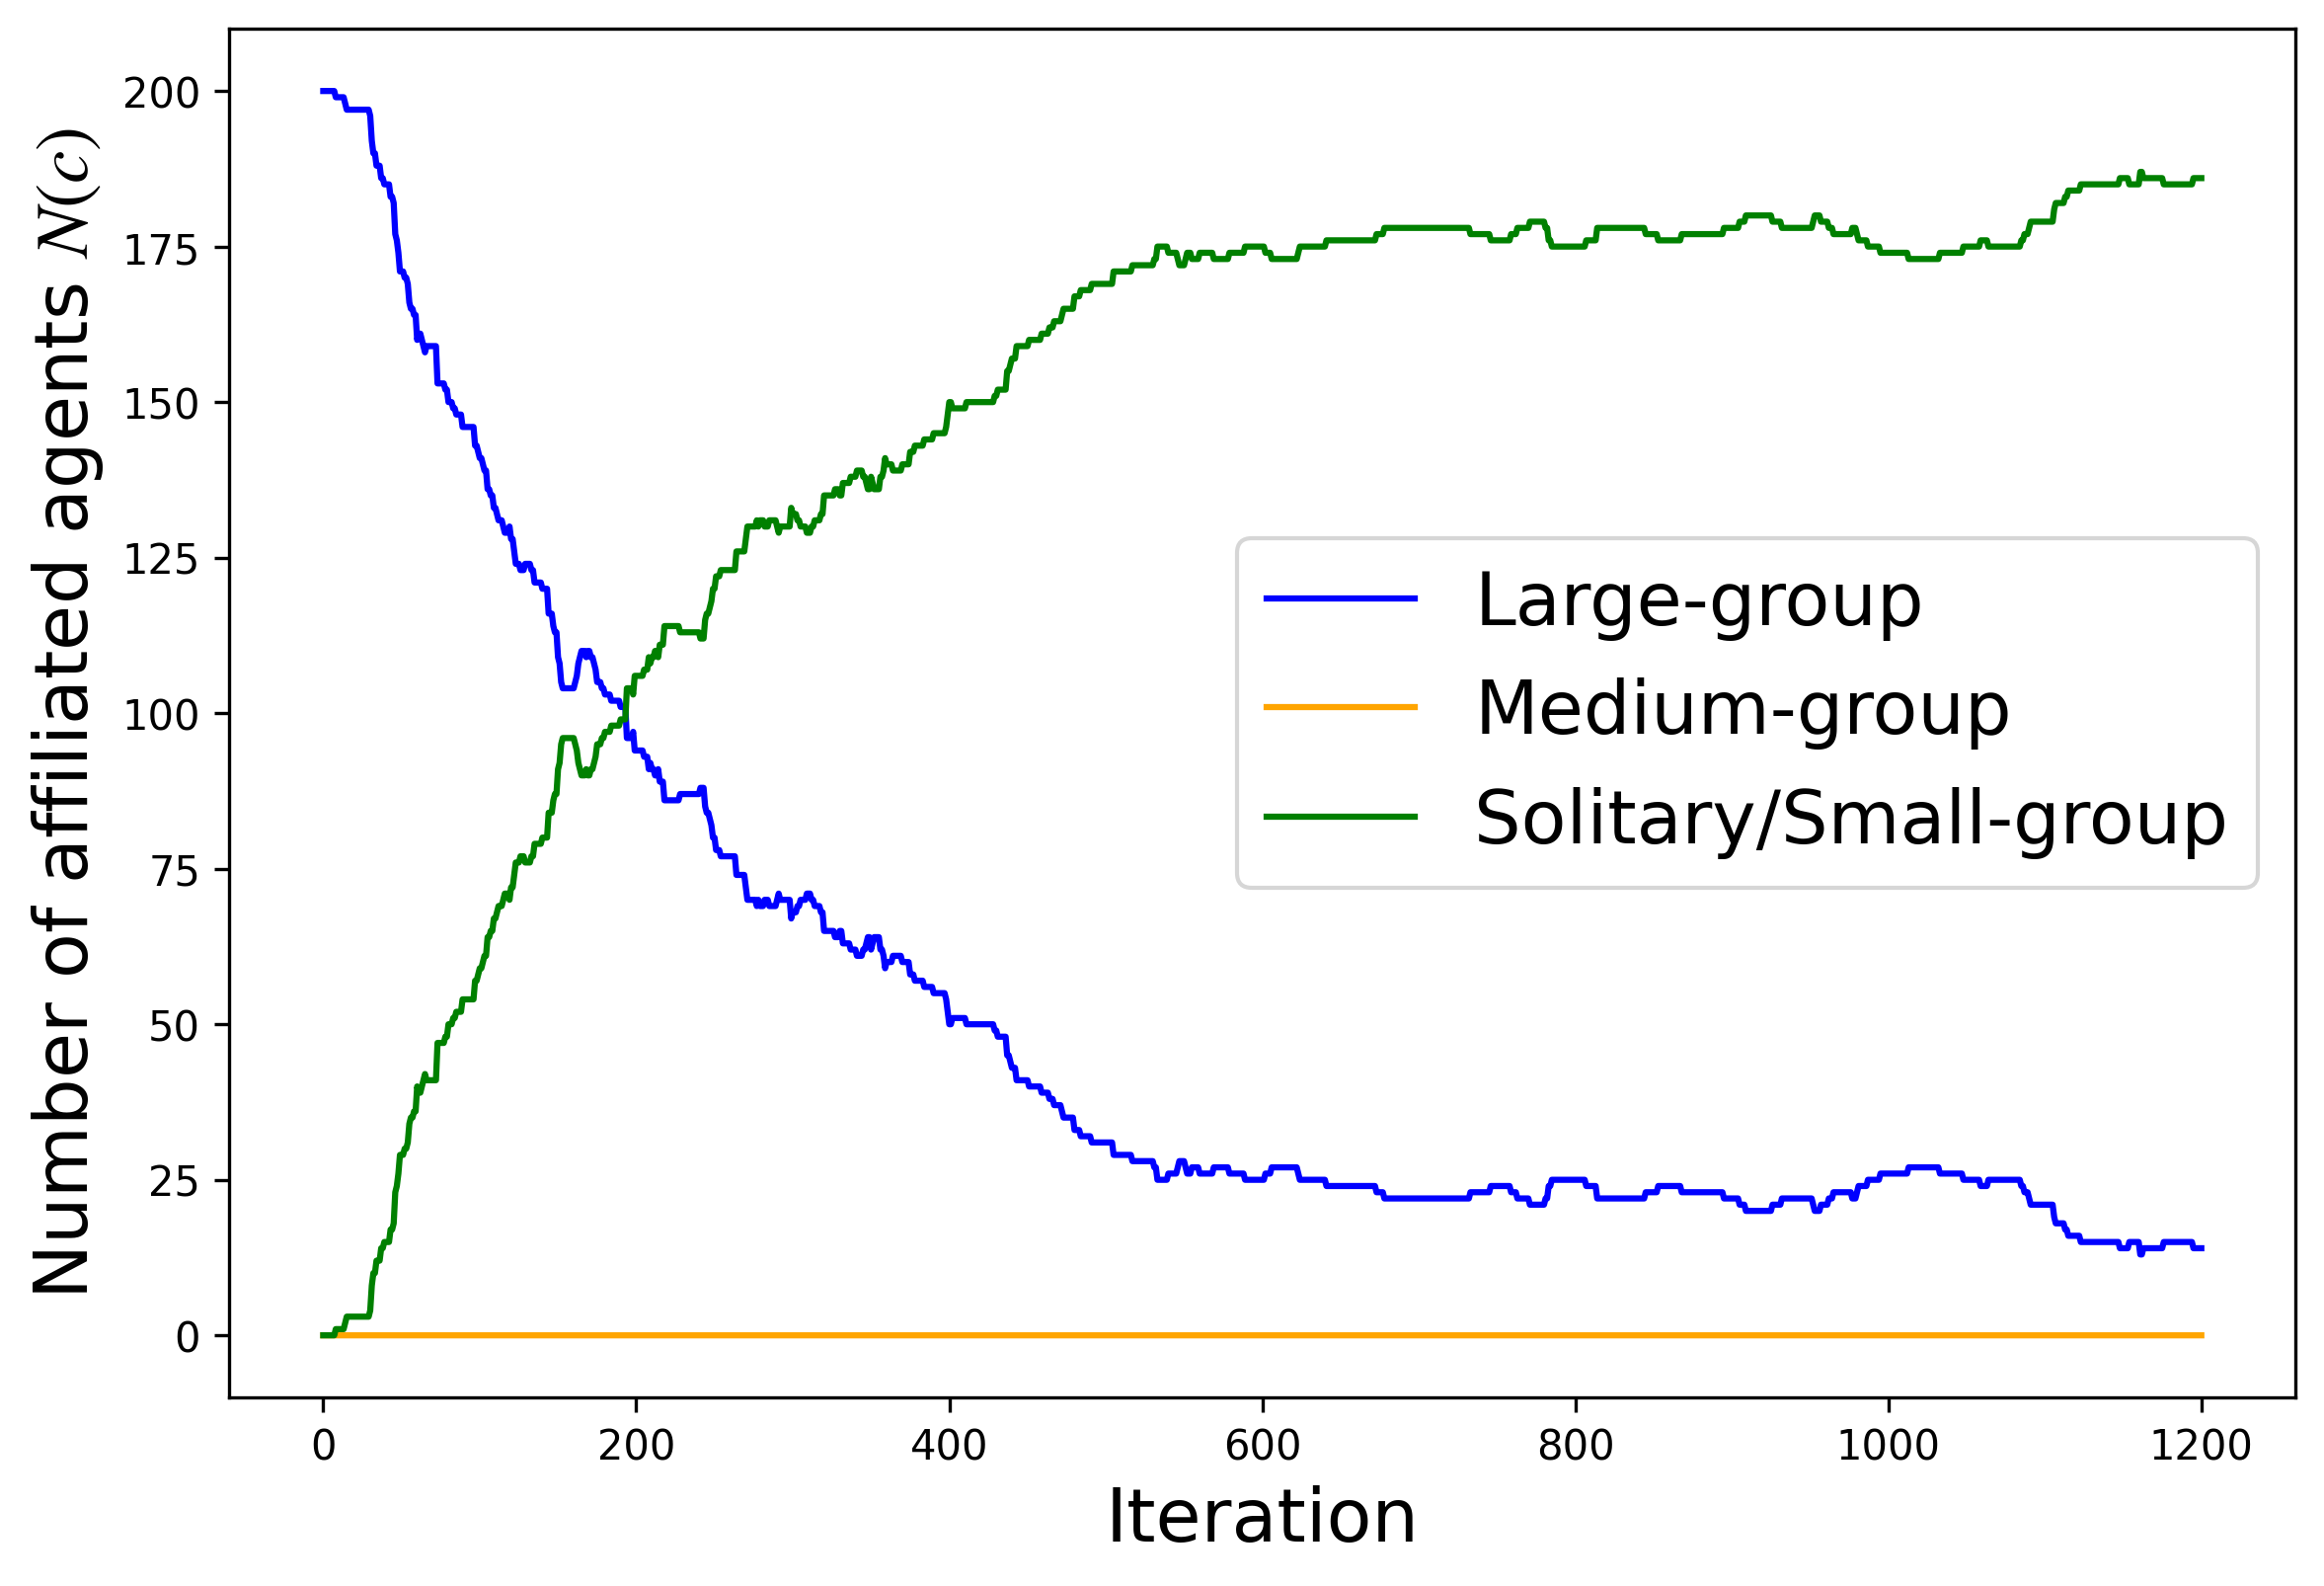 Number of affiliated agents N(c)
200
175
150
125
100
75
50
25
0
Large-group
Medium-group
Solitary/Small-group
0 200 400 600 800 1000 1200
Iteration